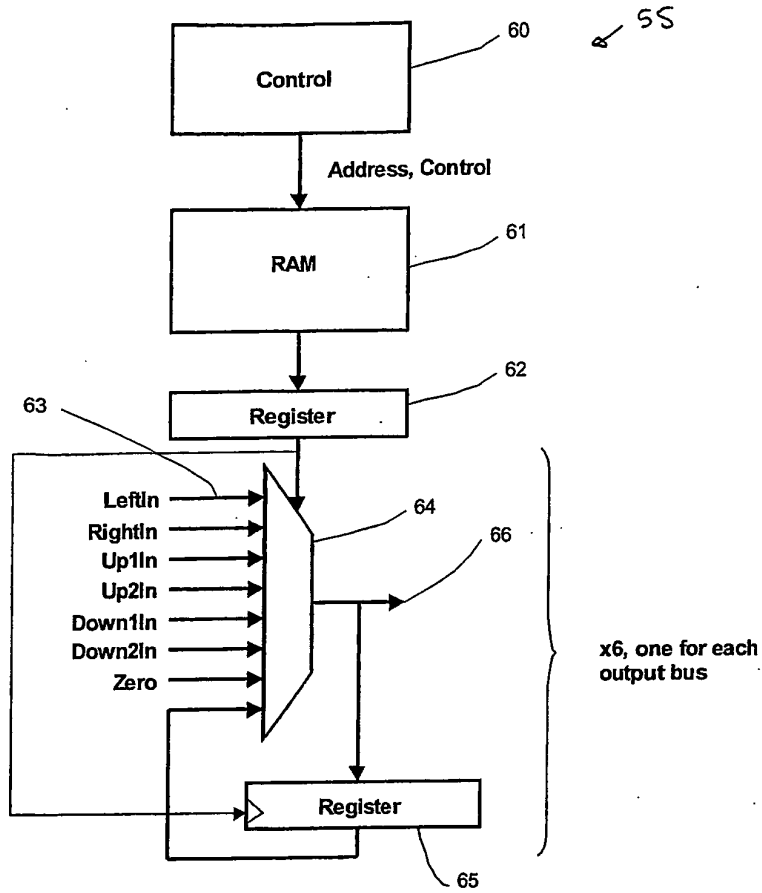 60
55
Control
Address, Control
61
RAM
62
Register
63
LeftIn
RightIn
Up1In
Up2In
Down1In
Down2In
Zero
64
66
x6, one for each
output bus
Register
65